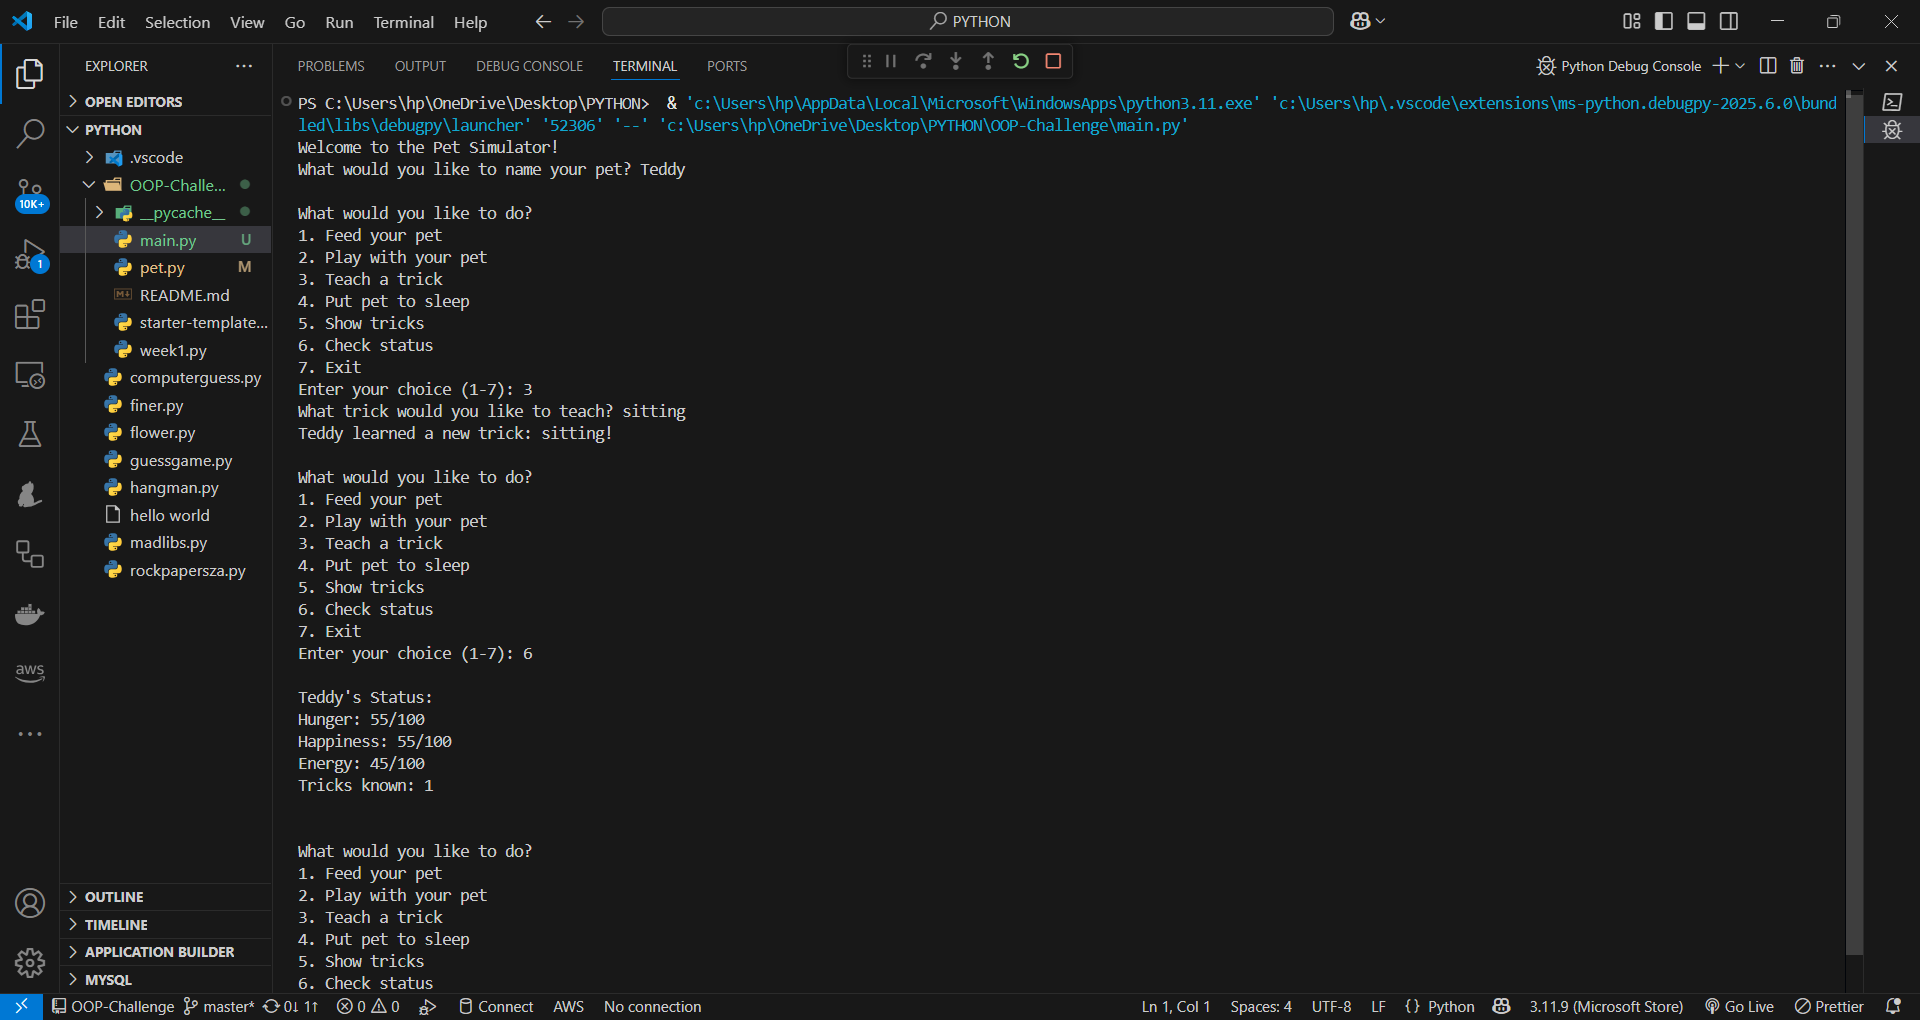 File Edit Selection View Go Run Terminal Help
PYTHON
EXPLORER
OPEN EDITORS
PYTHON
.vscode
OOP-Challe...
__pycache__
main.py U
pet.py M
README.md
starter-template...
week1.py
computerguess.py
finer.py
flower.py
guessgame.py
hangman.py
hello world
madlibs.py
rockpapersza.py
OUTLINE
TIMELINE
APPLICATION BUILDER
MYSQL
10K+
1
aws
PROBLEMS OUTPUT DEBUG CONSOLE TERMINAL PORTS
Python Debug Console
PS C:\Users\hp\OneDrive\Desktop\PYTHON> & 'c:\Users\hp\AppData\Local\Microsoft\WindowsApps\python3.11.exe' 'c:\Users\hp\.vscode\extensions\ms-python.debugpy-2025.6.0\bund
led\libs\debugpy\launcher' '52306' '--' 'c:\Users\hp\OneDrive\Desktop\PYTHON\OOP-Challenge\main.py'
Welcome to the Pet Simulator!
What would you like to name your pet? Teddy
What would you like to do?
1. Feed your pet
2. Play with your pet
3. Teach a trick
4. Put pet to sleep
5. Show tricks
6. Check status
7. Exit
Enter your choice (1-7): 3
What trick would you like to teach? sitting
Teddy learned a new trick: sitting!
What would you like to do?
1. Feed your pet
2. Play with your pet
3. Teach a trick
4. Put pet to sleep
5. Show tricks
6. Check status
7. Exit
Enter your choice (1-7): 6
Teddy's Status:
Hunger: 55/100
Happiness: 55/100
Energy: 45/100
Tricks known: 1
What would you like to do?
1. Feed your pet
2. Play with your pet
3. Teach a trick
4. Put pet to sleep
5. Show tricks
6. Check status
OOP-Challenge master* 0↓ 1↑ 0 0 Connect AWS No connection Ln 1, Col 1 Spaces: 4 UTF-8 LF {} Python 3.11.9 (Microsoft Store) Go Live Prettier